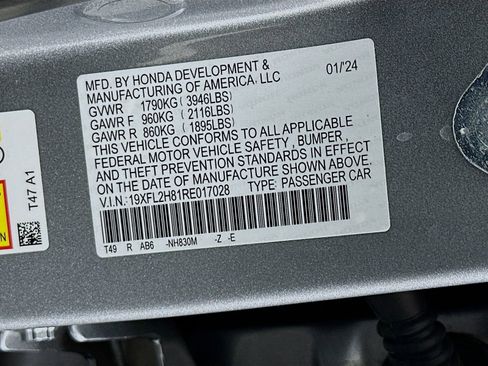 MFD. BY HONDA DEVELOPMENT &
MANUFACTURING OF AMERICA, LLC 01/'24
GVWR 1790KG (3946LBS)
GAWR F 960KG (2116LBS)
GAWR R 860KG (1895LBS)
THIS VEHICLE CONFORMS TO ALL APPLICABLE
FEDERAL MOTOR VEHICLE SAFETY, BUMPER,
AND THEFT PREVENTION STANDARDS IN EFFECT
ON THE DATE OF MANUFACTURE SHOWN ABOVE.
V.I.N.: 19XFL2H81RE017028 TYPE: PASSENGER CAR
T49 R AB6 -NH830M -Z -E
T47 A1